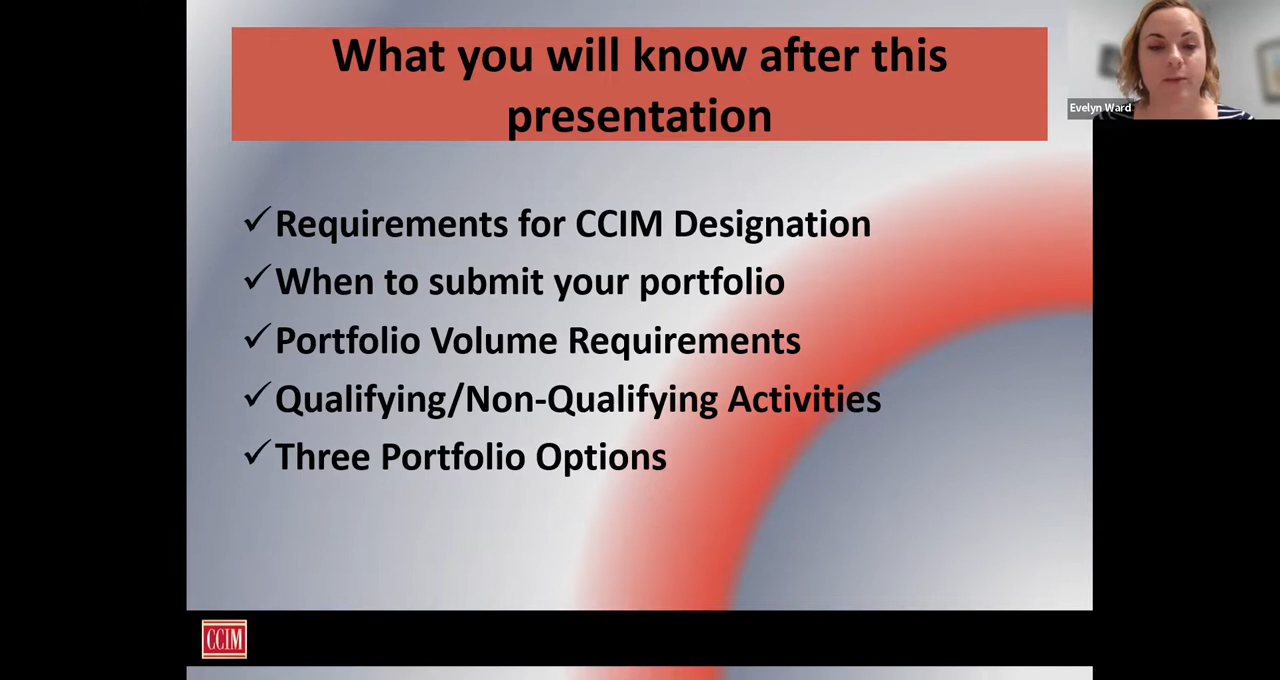 What you will know after this
presentation
Evelyn Ward
✓Requirements for CCIM Designation
✓When to submit your portfolio
✓Portfolio Volume Requirements
✓Qualifying/Non-Qualifying Activities
✓Three Portfolio Options
CCIM